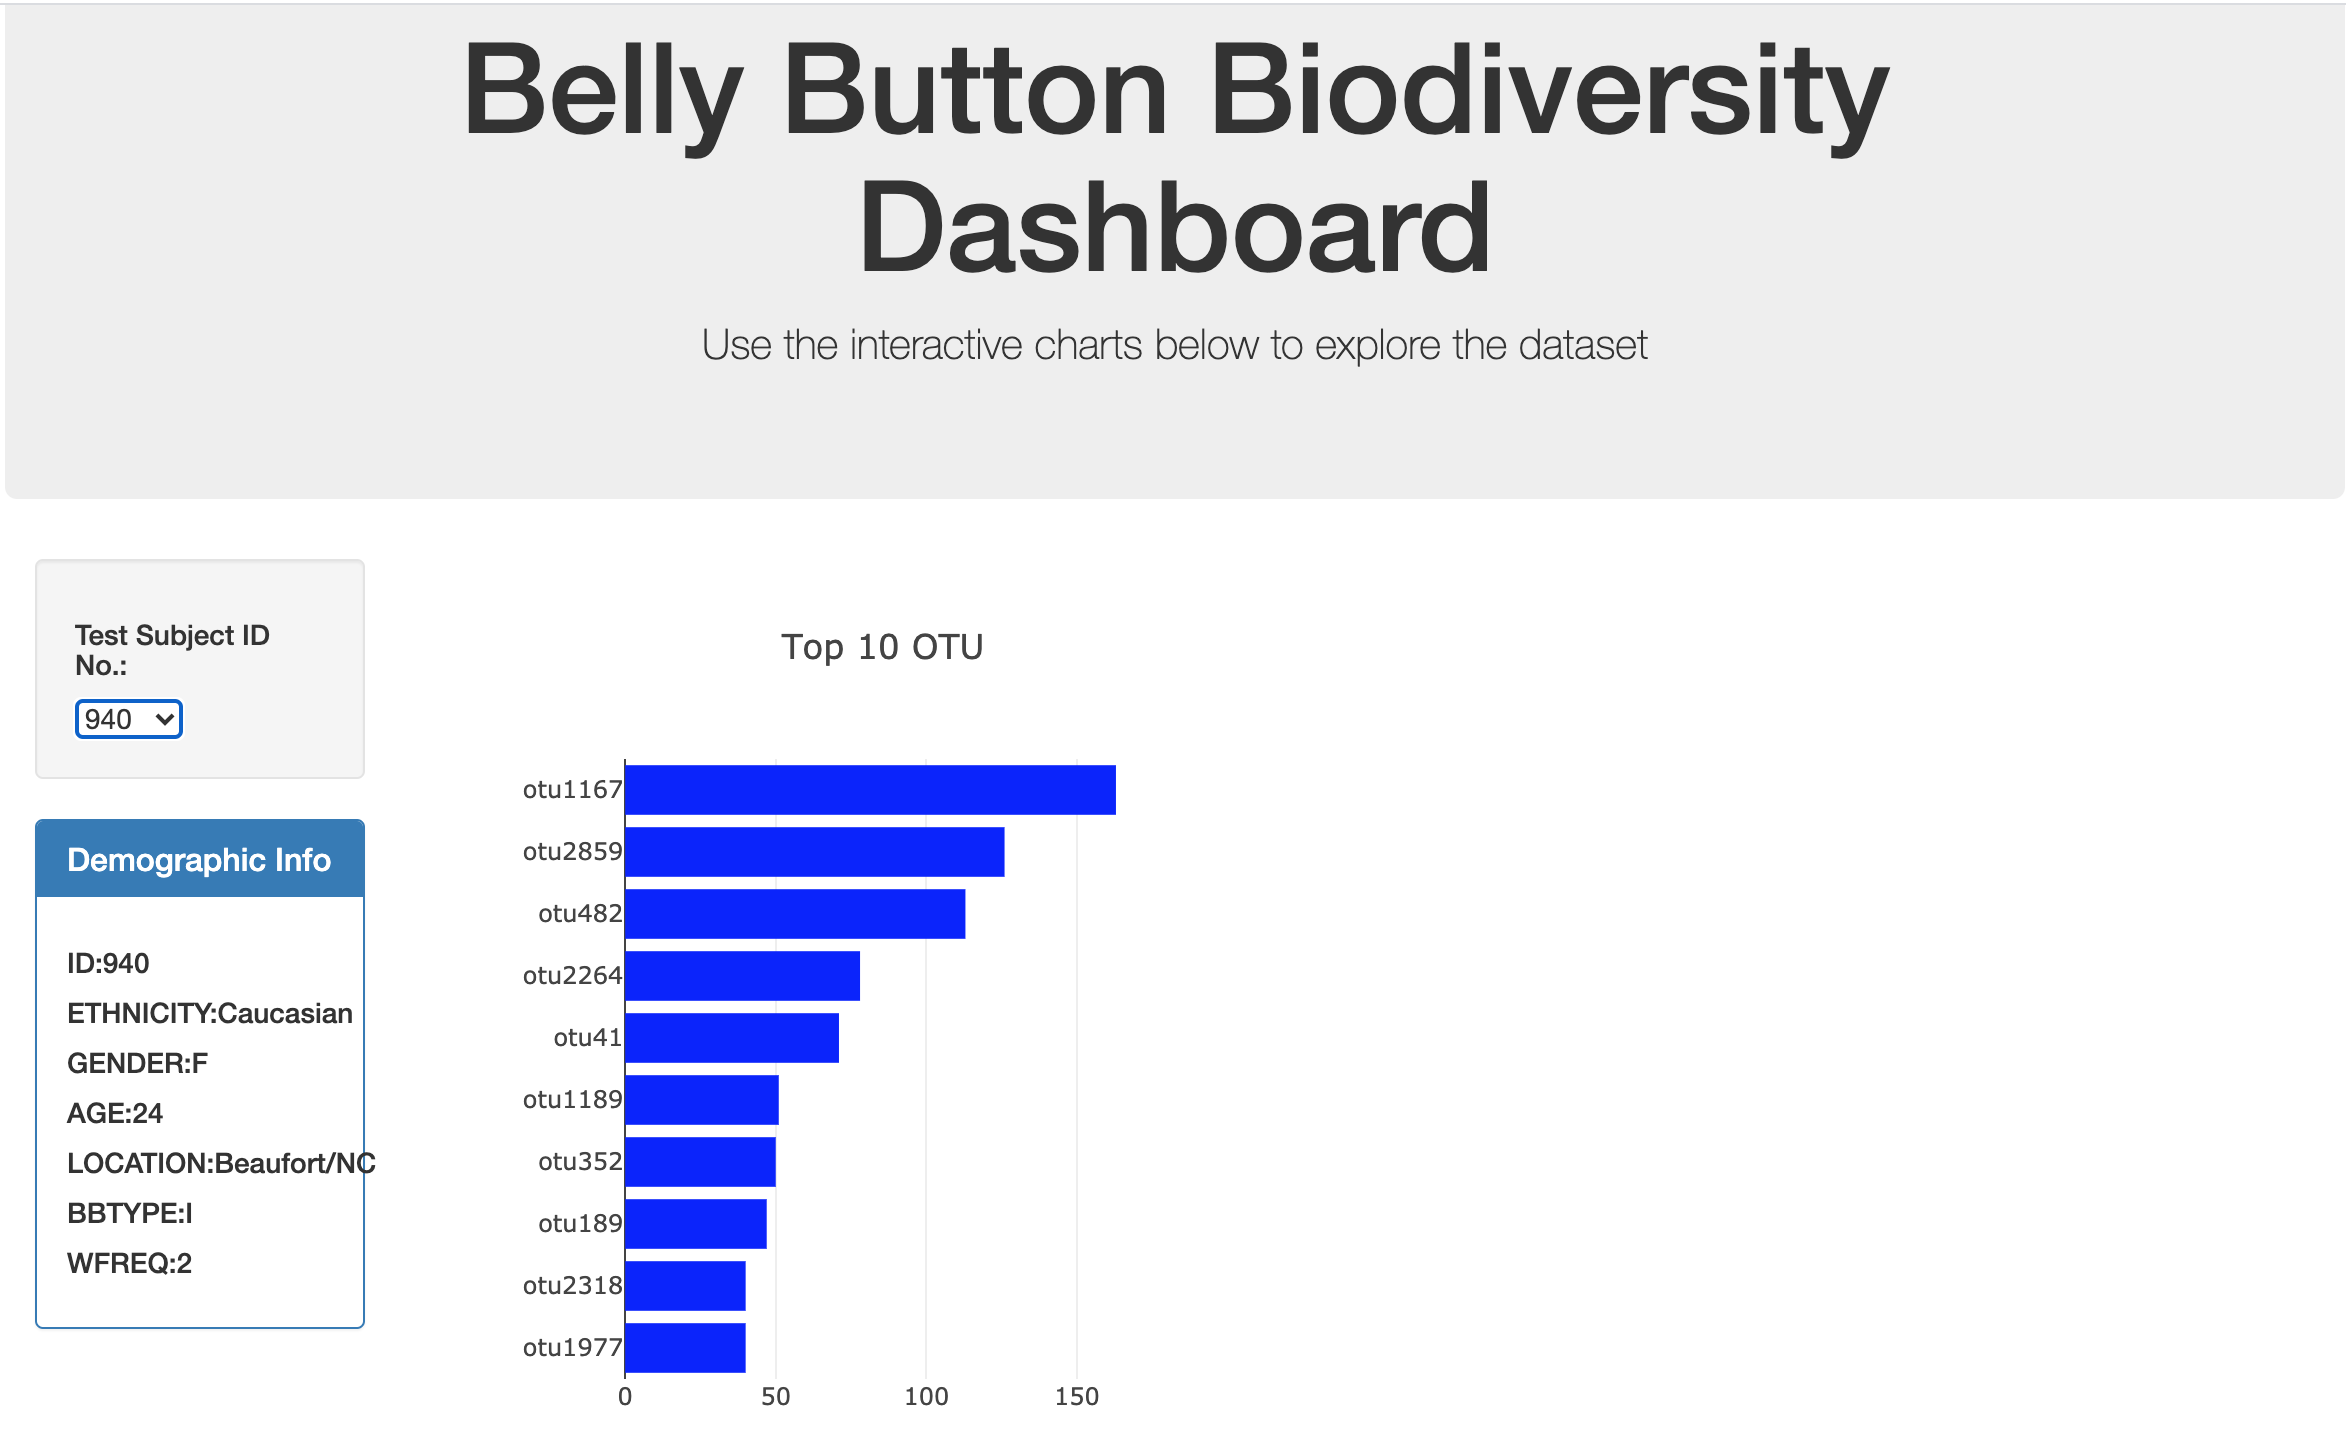 Belly Button Biodiversity
Dashboard
Use the interactive charts below to explore the dataset
Test Subject ID
No.:
940
Demographic Info
ID:940
ETHNICITY:Caucasian
GENDER:F
AGE:24
LOCATION:Beaufort/NC
BBTYPE:I
WFREQ:2
Top 10 OTU
otu1167
otu2859
otu482
otu2264
otu41
otu1189
otu352
otu189
otu2318
otu1977
0 50 100 150